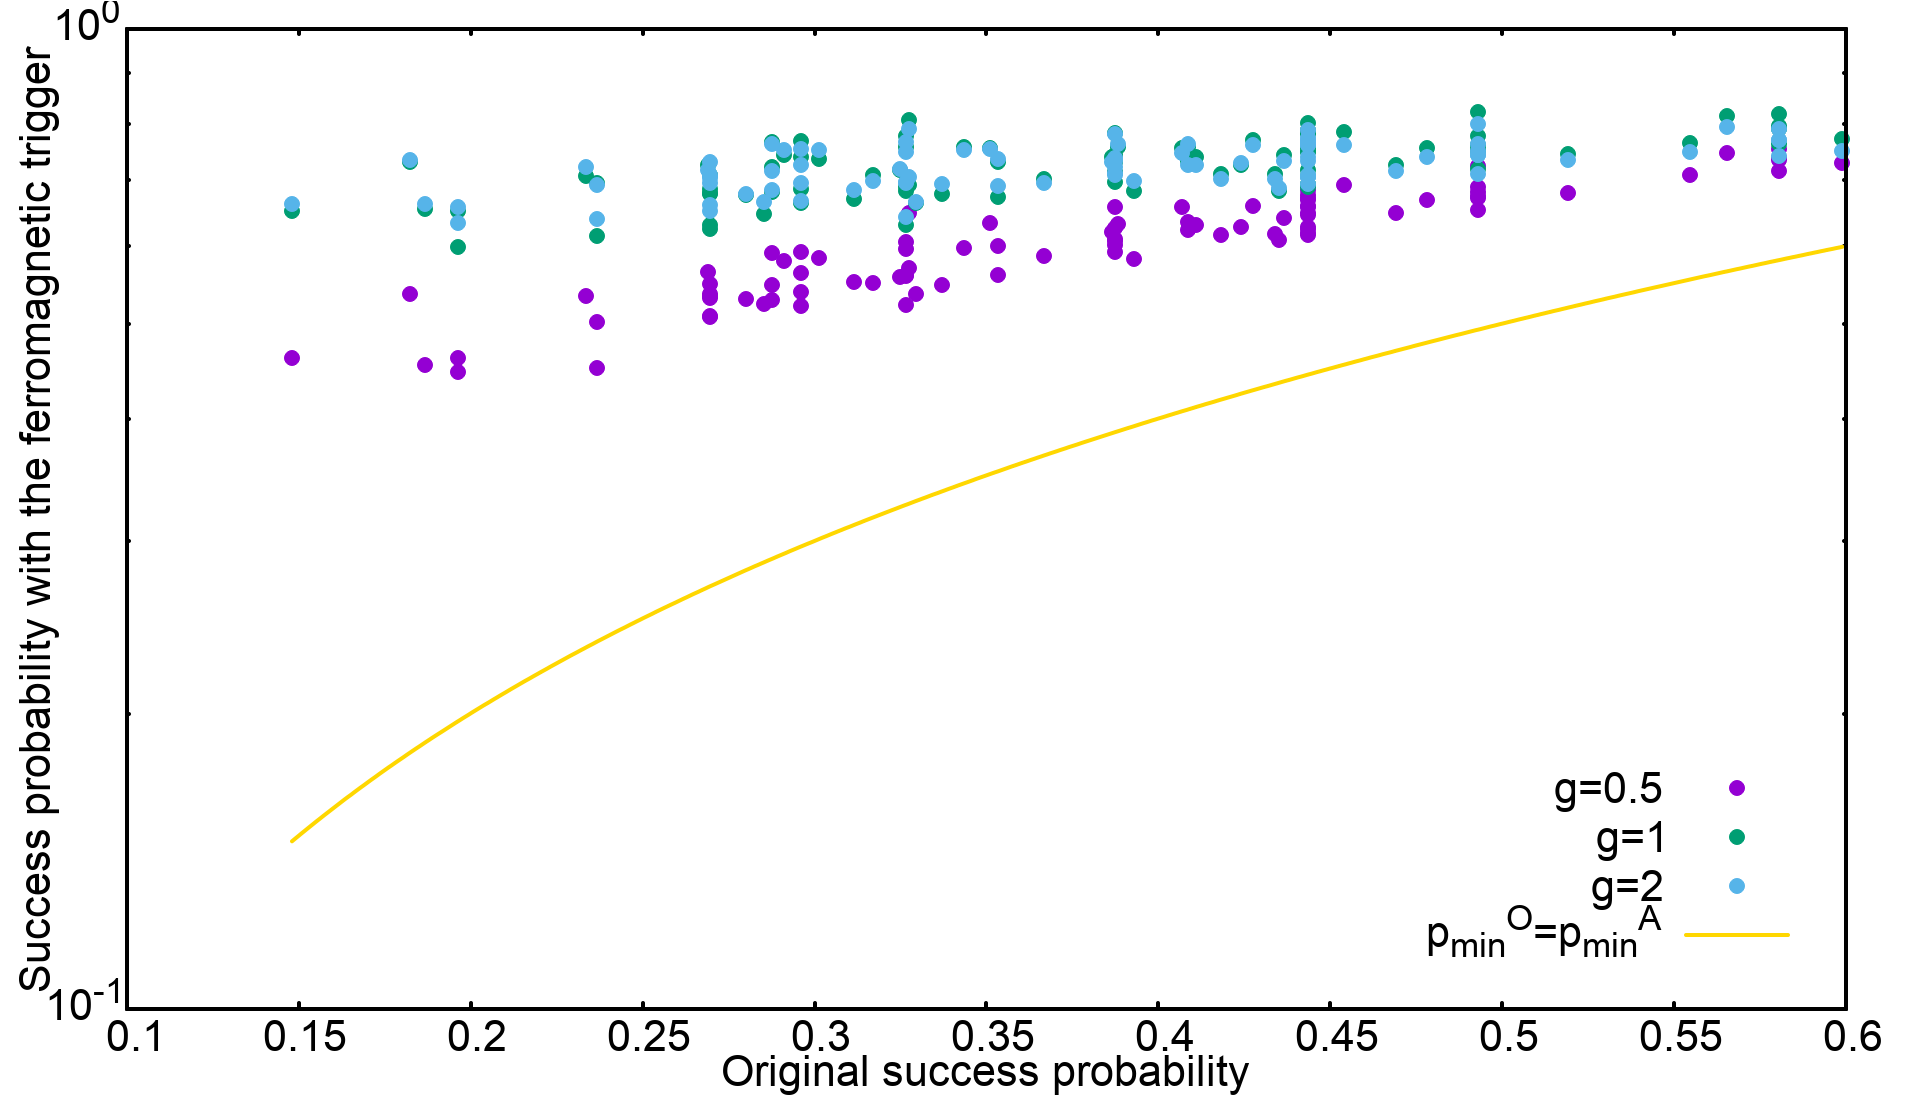 10^0
Success probability with the ferromagnetic trigger
10^-1
0.1 0.15 0.2 0.25 0.3 0.35 0.4 0.45 0.5 0.55 0.6
Original success probability
g=0.5
g=1
g=2
p_min^O=p_min^A